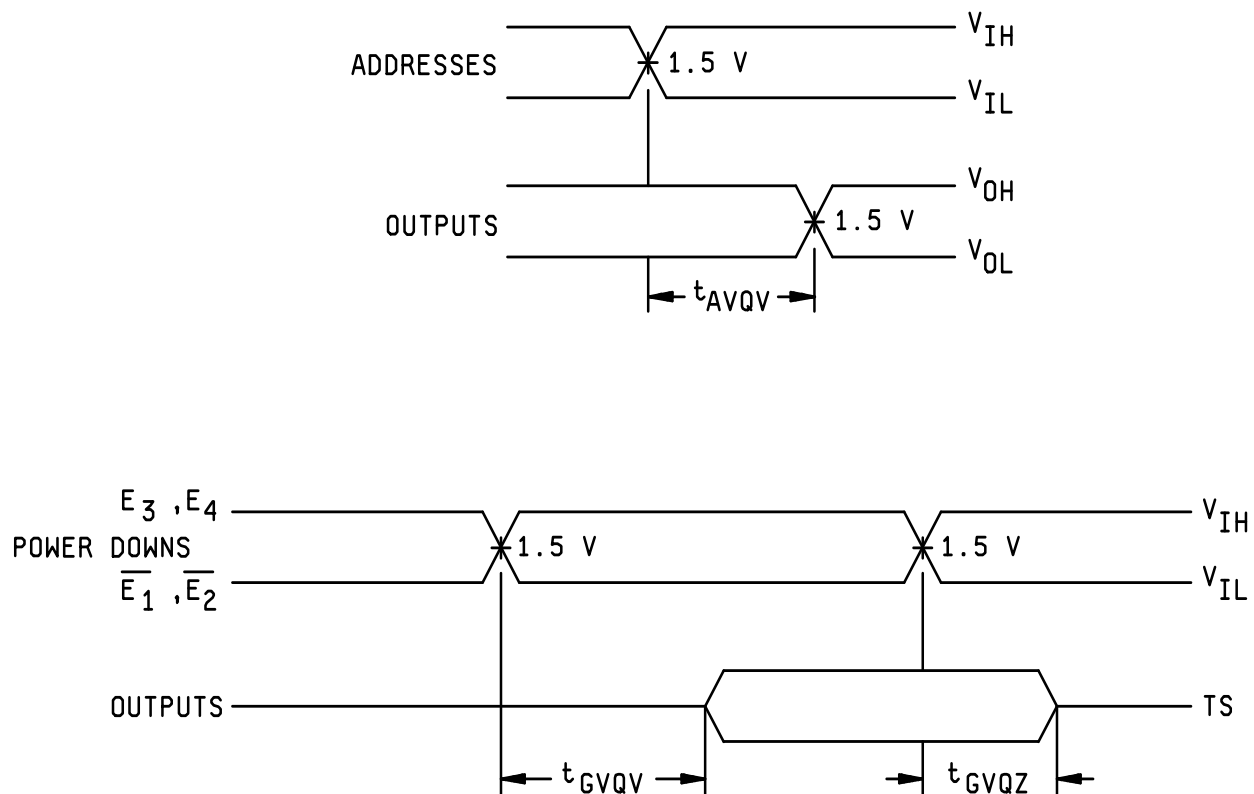 V_IH
ADDRESSES 1.5 V
V_IL
V_OH
OUTPUTS 1.5 V
V_OL
t_AVQV
E_3 ,E_4 V_IH
POWER DOWNS 1.5 V 1.5 V
E̅_1 ,E̅_2 V_IL
OUTPUTS TS
t_GVQV t_GVQZ